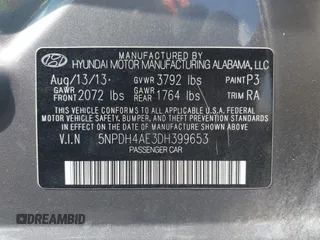 HYUNDAI MOTOR MANUFACTURING ALABAMA, LLC
Aug/13/13 GVWR 3792 lbs PAINT P3
GAWR FRONT 2072 lbs GAWR REAR 1764 lbs TRIM RA
THIS VEHICLE CONFORMS TO ALL APPLICABLE U.S. FEDERAL MOTOR VEHICLE SAFETY, BUMPER, AND THEFT PREVENTION STANDARDS IN EFFECT ON THE DATE OF MANUFACTURE SHOWN ABOVE.
V.I.N 5NPDH4AE3DH399653
PASSENGER CAR
©DREAMBID